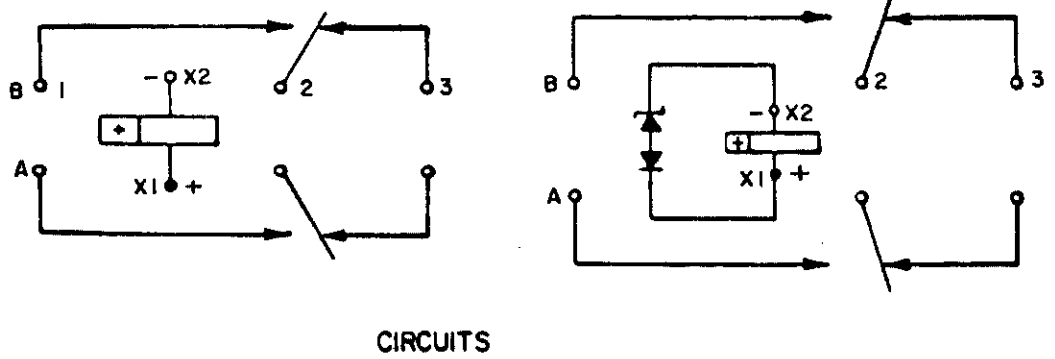 B 1 - X2 2 3
+
A X1 +
B - X2 2 3
+
A X1 +
CIRCUITS